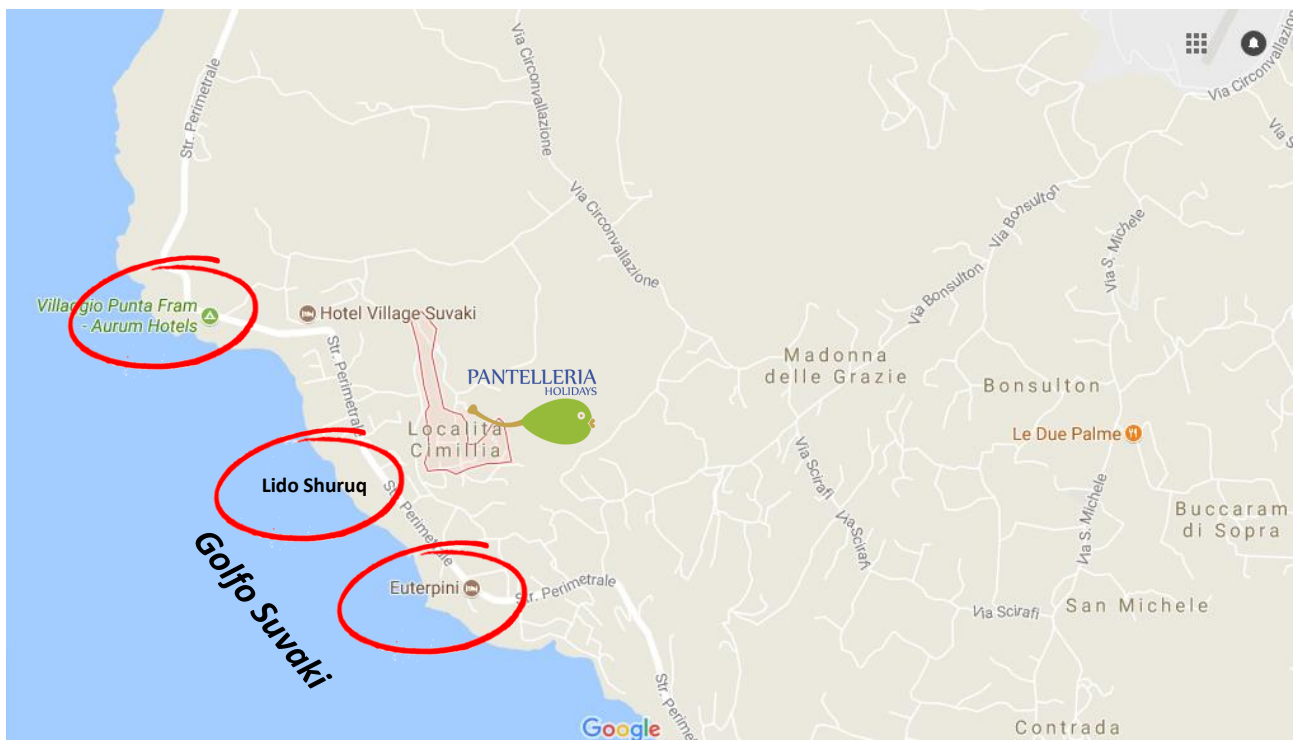 Via Circonvallazione
Via Circonvallazione
Str. Perimetrale
Via S
Via Circonvallazione
Via Bonsulton
Via S. Michele
Via Bonsulton
Villaggio Punta Fram
- Aurum Hotels
Hotel Village Suvaki
Str. Perimetrale
PANTELLERIA
HOLIDAYS
Madonna
delle Grazie
Bonsulton
Località
Cimillia
Le Due Palme
Via Scirafi
Lido Shuruq
Str. Perimetrale
Via S. Michele
Via Scirafi
Buccaram
di Sopra
Golfo Suvaki
Euterpini
Str. Perimetrale
Via Scirafi
San Michele
Str. Perimetrale
Google
Contrada